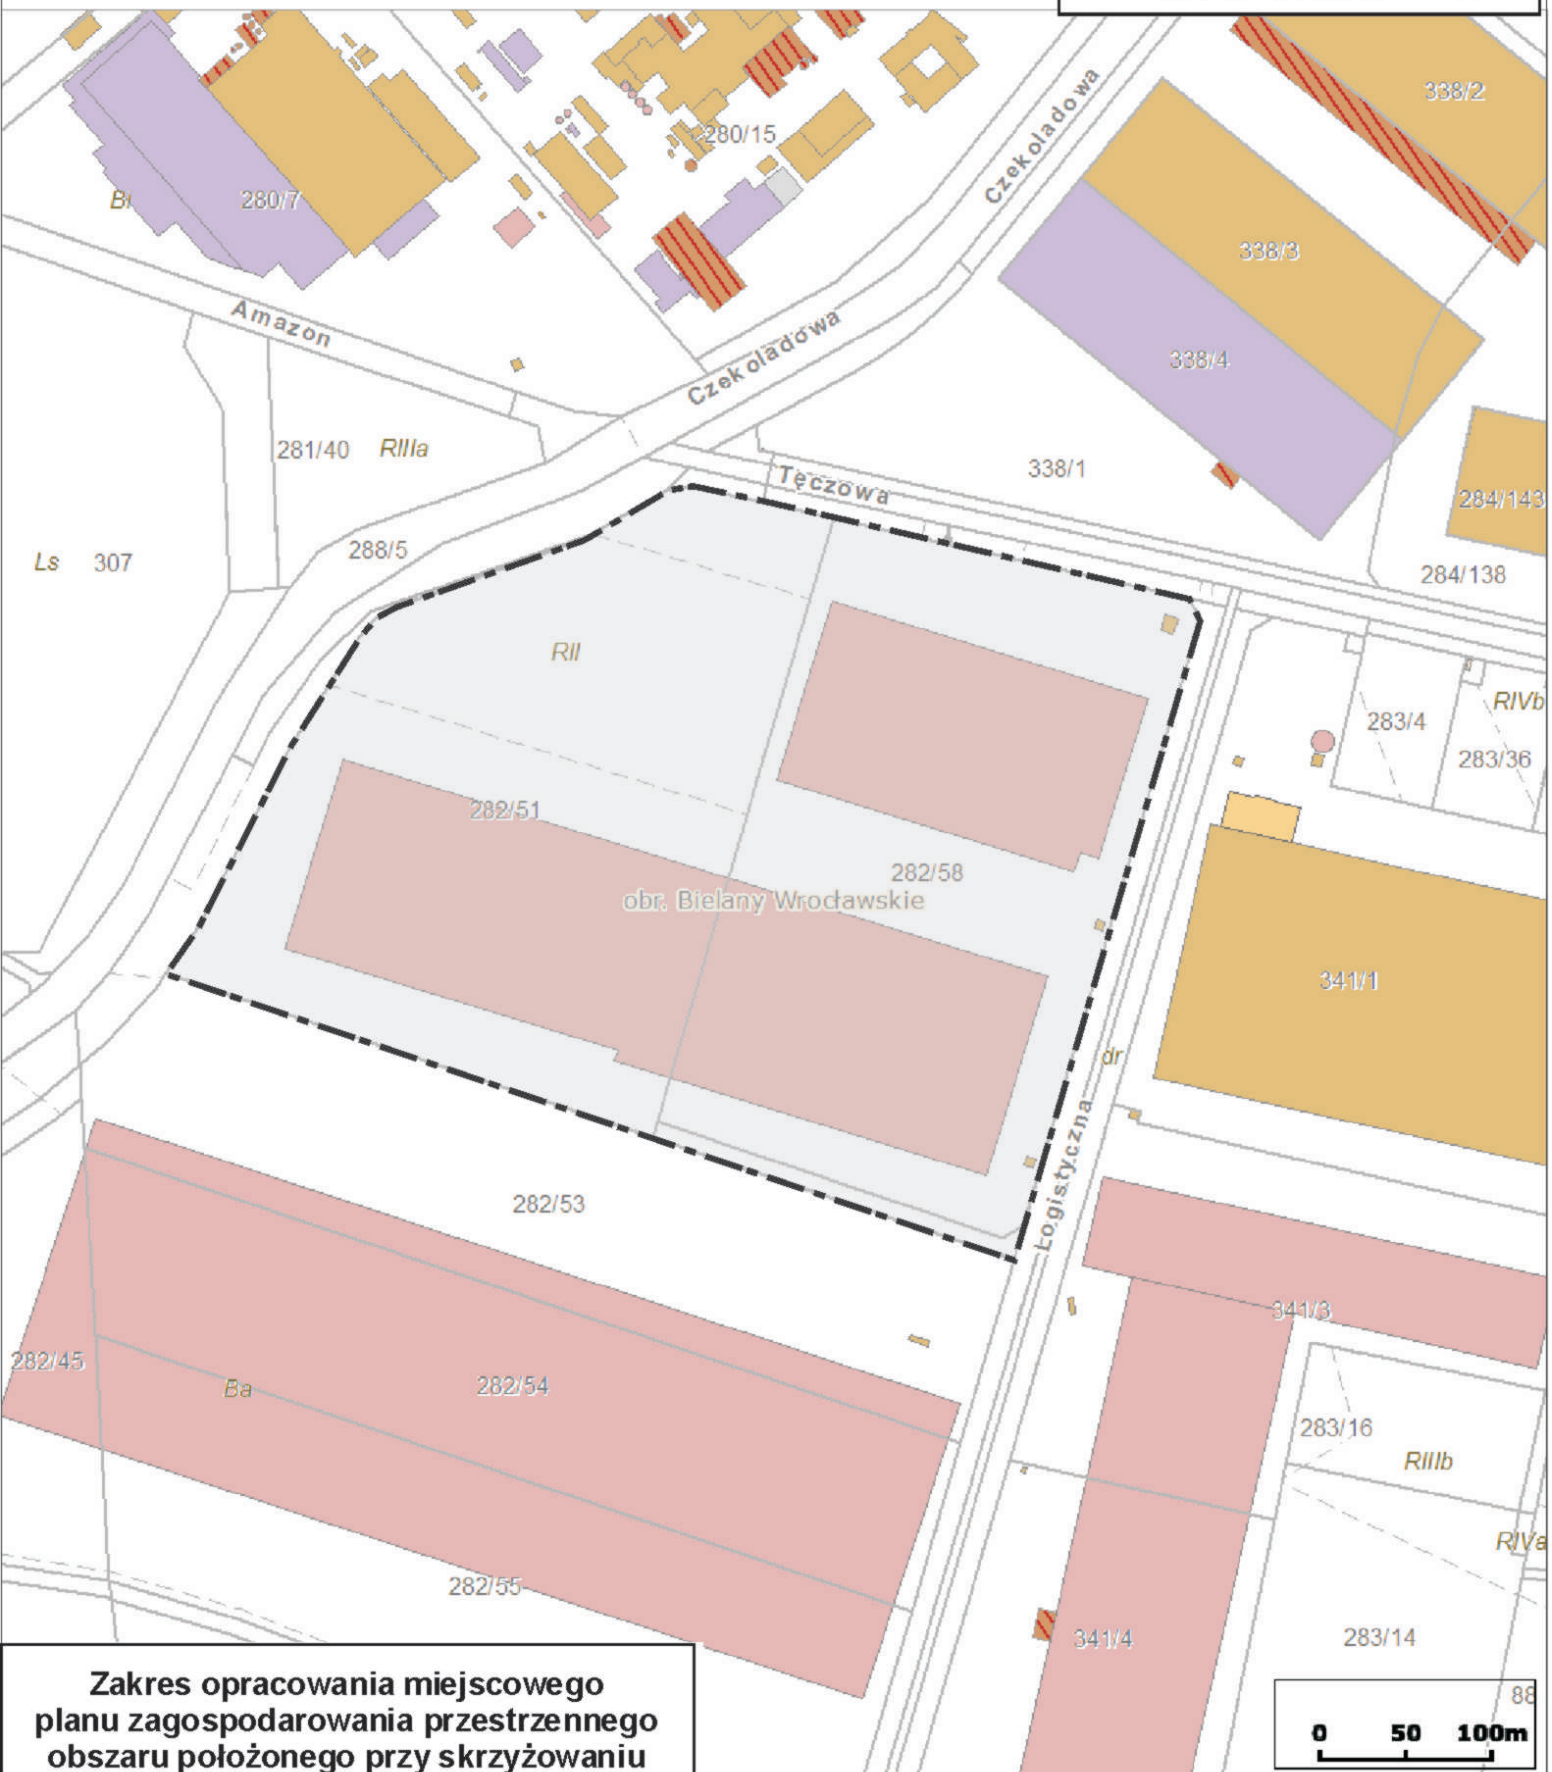 338/2
Czekoladowa
280/15
280/7
338/3
Amazon
Czekoladowa
338/4
281/40 RIIIa
338/1
Tęczowa
284/143
288/5
Ls 307
284/138
RII
RIVb
283/4
283/36
282/51
282/58
obr. Bielany Wrocławskie
341/1
dr
Logistyczna
282/53
341/3
282/45
Ba
282/54
283/16
RIIIb
RIVa
282/55
341/4
283/14
88
Zakres opracowania miejscowego
planu zagospodarowania przestrzennego
obszaru położonego przy skrzyżowaniu
0 50 100m